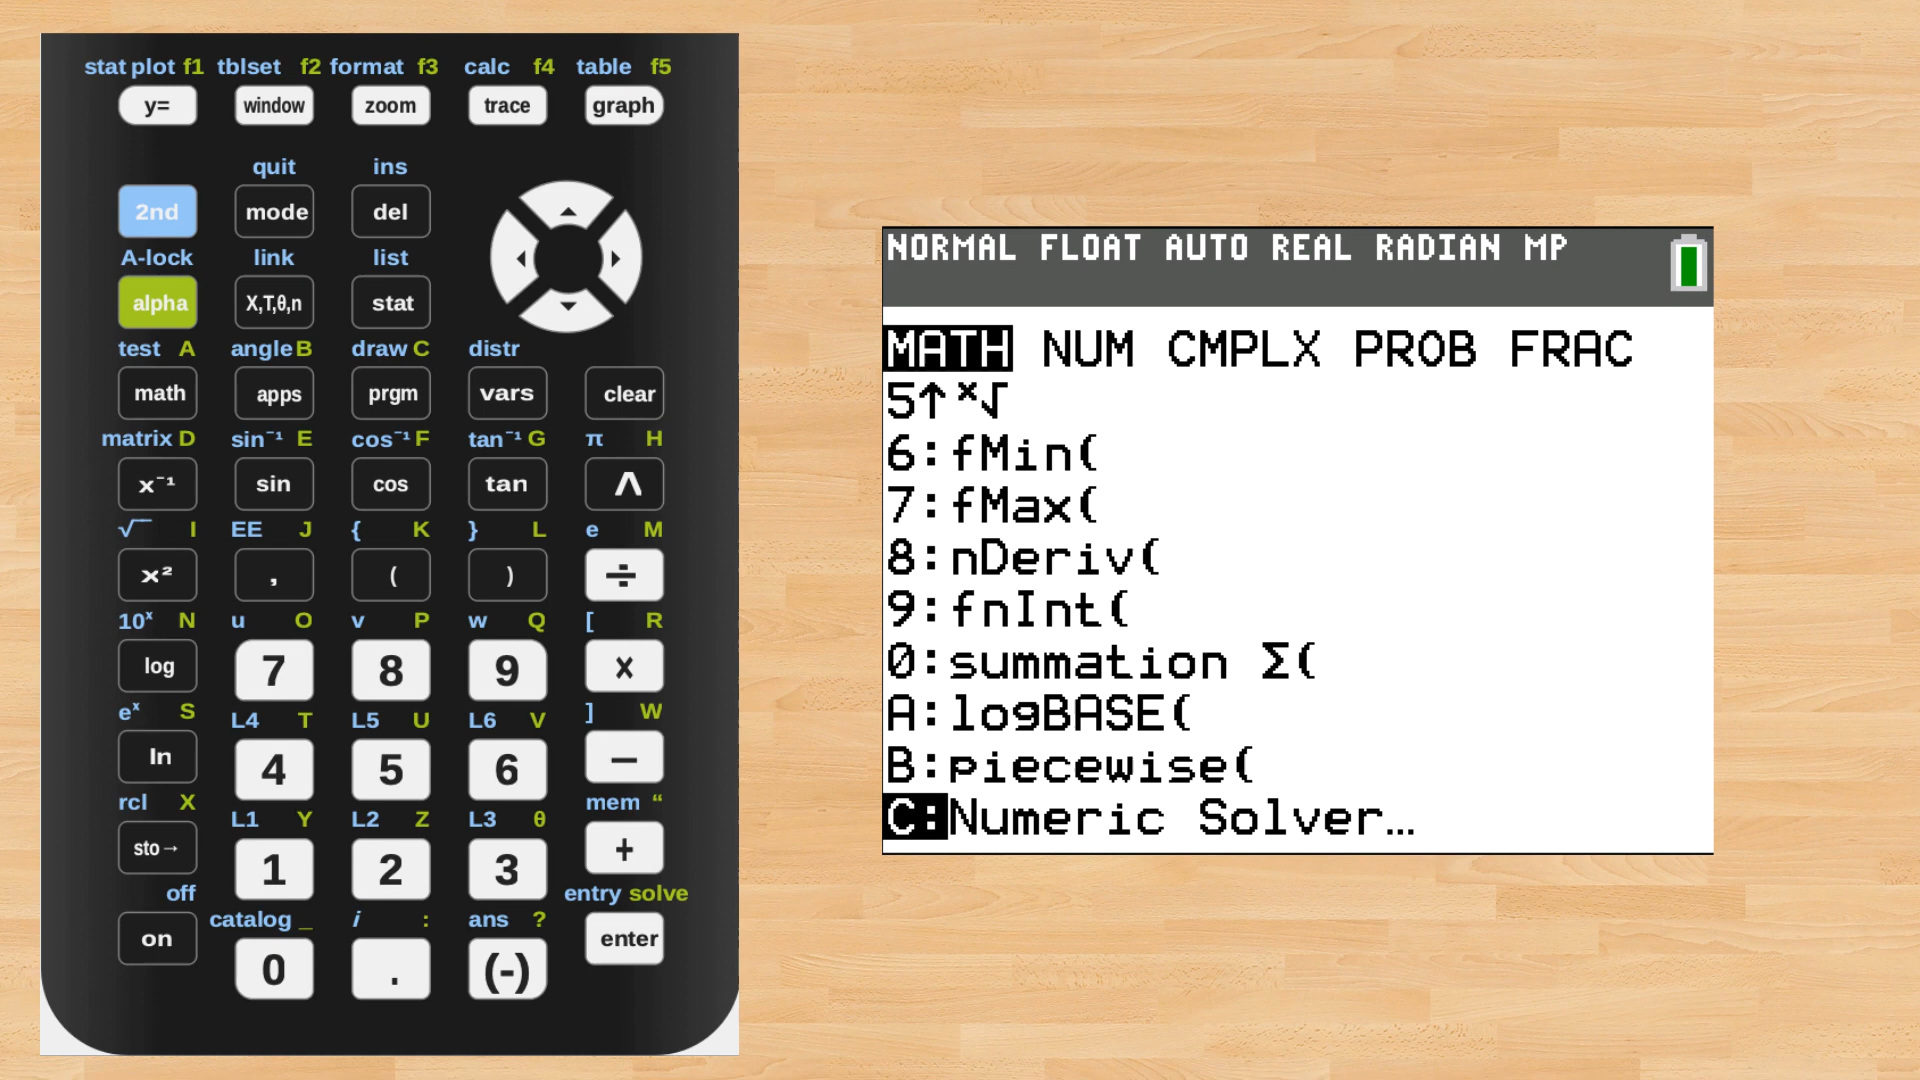 stat plot f1 tblset f2 format f3 calc f4 table f5
y= window zoom trace graph
quit ins
2nd mode del
A-lock link list
alpha X,T,θ,n stat
test A angle B draw C distr
math apps prgm vars clear
matrix D sin⁻¹ E cos⁻¹ F tan⁻¹ G π H
x⁻¹ sin cos tan ^
√ I EE J { K } L e M
x² , ( ) ÷
10ˣ N u O v P w Q [ R
log 7 8 9 ×
eˣ S L4 T L5 U L6 V ] W
ln 4 5 6 −
rcl X L1 Y L2 Z L3 θ mem “
sto→ 1 2 3 +
off catalog _ i : ans ? entry solve
on 0 . (-) enter
NORMAL FLOAT AUTO REAL RADIAN MP
MATH NUM CMPLX PROB FRAC
5↑ˣ√
6:fMin(
7:fMax(
8:nDeriv(
9:fnInt(
0:summation Σ(
A:logBASE(
B:piecewise(
C:Numeric Solver…